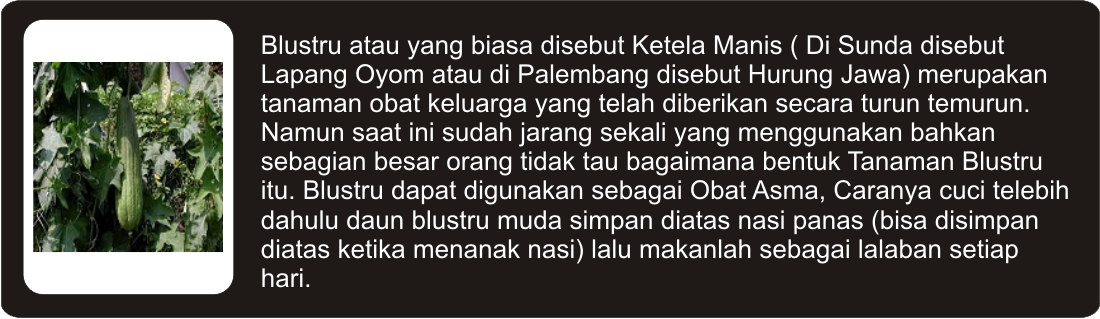 Blustru atau yang biasa disebut Ketela Manis ( Di Sunda disebut
Lapang Oyom atau di Palembang disebut Hurung Jawa) merupakan
tanaman obat keluarga yang telah diberikan secara turun temurun.
Namun saat ini sudah jarang sekali yang menggunakan bahkan
sebagian besar orang tidak tau bagaimana bentuk Tanaman Blustru
itu. Blustru dapat digunakan sebagai Obat Asma, Caranya cuci telebih
dahulu daun blustru muda simpan diatas nasi panas (bisa disimpan
diatas ketika menanak nasi) lalu makanlah sebagai lalaban setiap
hari.